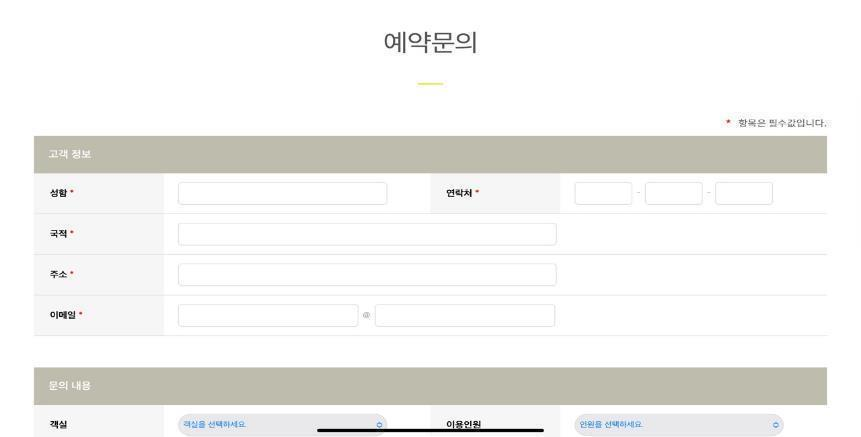 예약문의
* 항목은 필수값입니다.
고객 정보
성함 * 연락처 * - -
국적 *
주소 *
이메일 * @
문의 내용
객실 객실을 선택하세요. 이용인원 인원을 선택하세요.